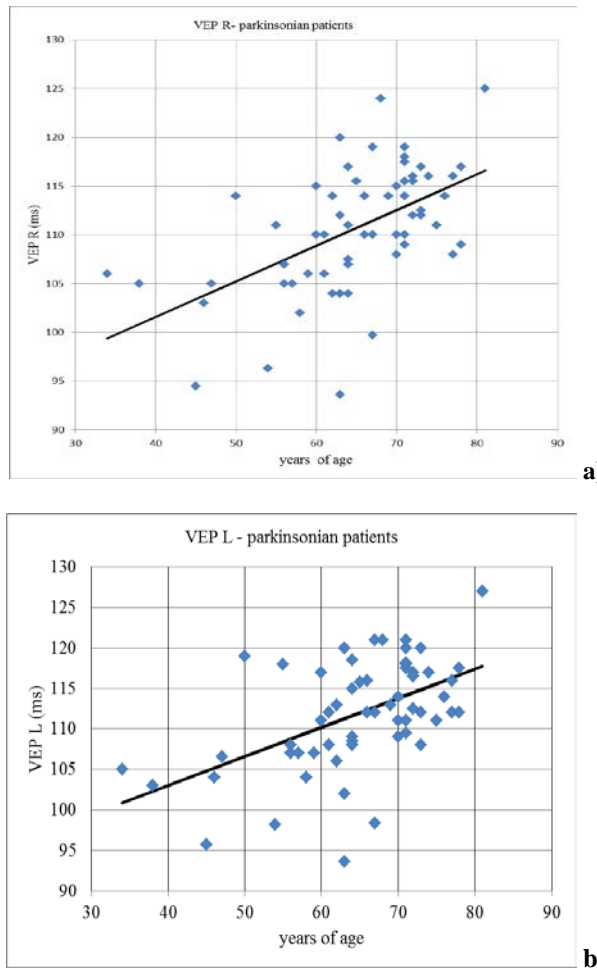 VEP R- parkinsonian patients
130
125
120
115
110
105
100
95
90
VEP R (ms)
30 40 50 60 70 80 90
years of age
a)
VEP L - parkinsonian patients
130
125
120
115
110
105
100
95
90
VEP L (ms)
30 40 50 60 70 80 90
years of age
b